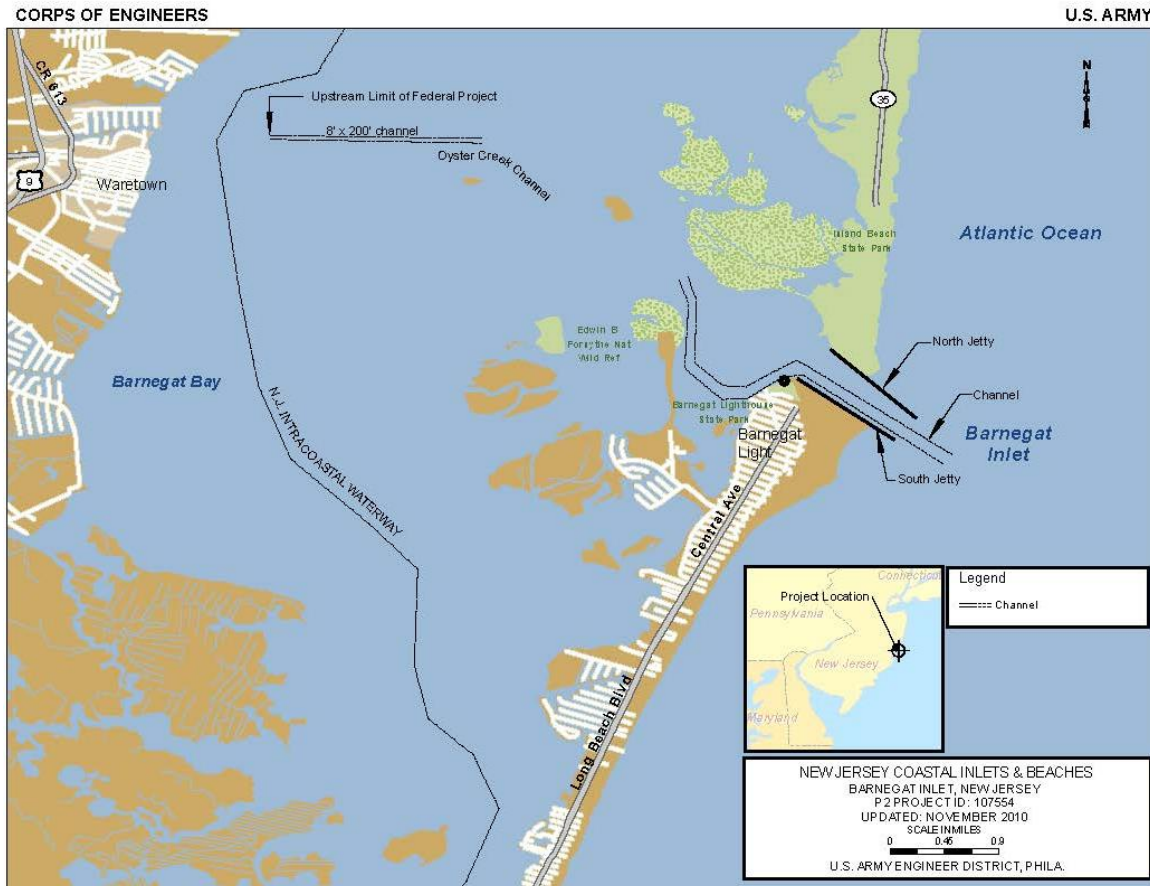 CORPS OF ENGINEERS
U.S. ARMY
CR 613
Upstream Limit of Federal Project
8' x 200' channel
Oyster Creek Channel
9
Waretown
35
N
Island Beach
State Park
Atlantic Ocean
Edwin B
Forsythe Nat
Wild Ref
North Jetty
Barnegat Bay
Channel
Barnegat Lighthouse
State Park
Barnegat
Light
Barnegat
Inlet
South Jetty
N.J. INTRACOASTAL WATERWAY
Central Ave
Long Beach Blvd
Connecticut
Project Location
Pennsylvania
New Jersey
Maryland
Legend
Channel
NEW JERSEY COASTAL INLETS & BEACHES
BARNEGAT INLET, NEW JERSEY
P2 PROJECT ID: 107554
UPDATED: NOVEMBER 2010
SCALE IN MILES
0 0.45 0.9
U.S. ARMY ENGINEER DISTRICT, PHILA.